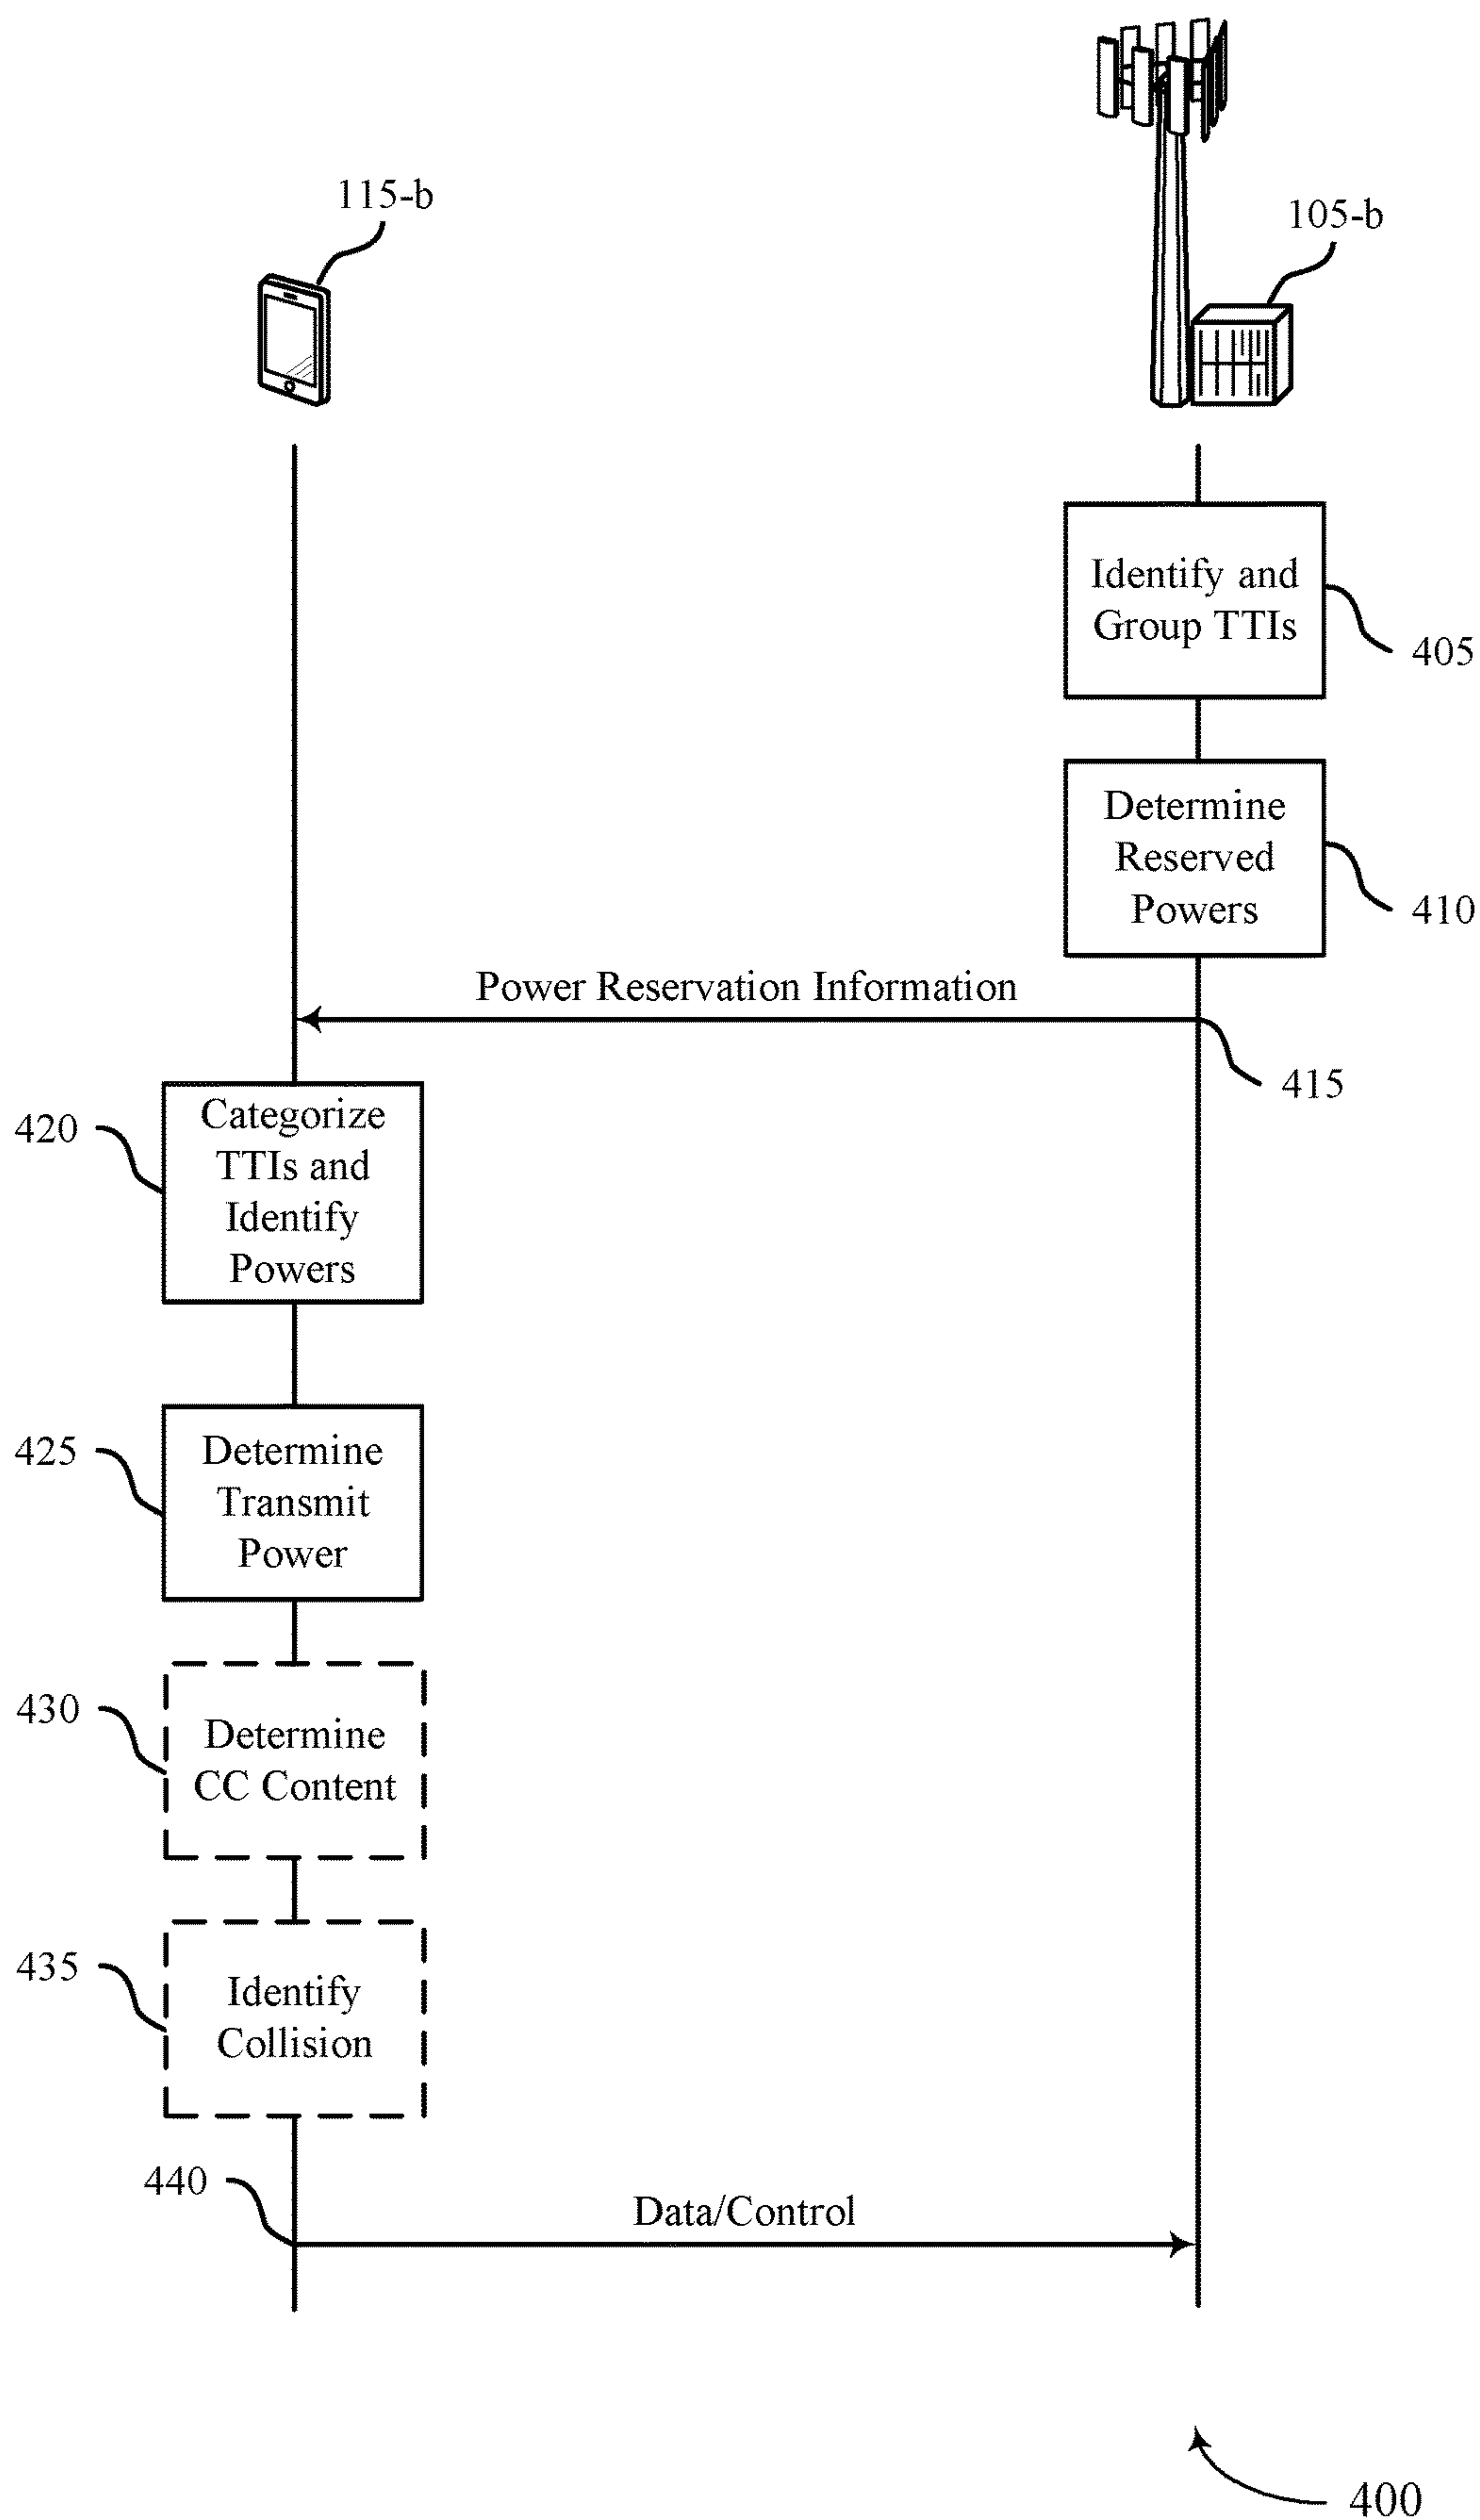 115-b
105-b
Identify and
Group TTIs
405
Determine
Reserved
Powers
410
Power Reservation Information
415
420
Categorize
TTIs and
Identify
Powers
425
Determine
Transmit
Power
430
Determine
CC Content
435
Identify
Collision
440
Data/Control
400